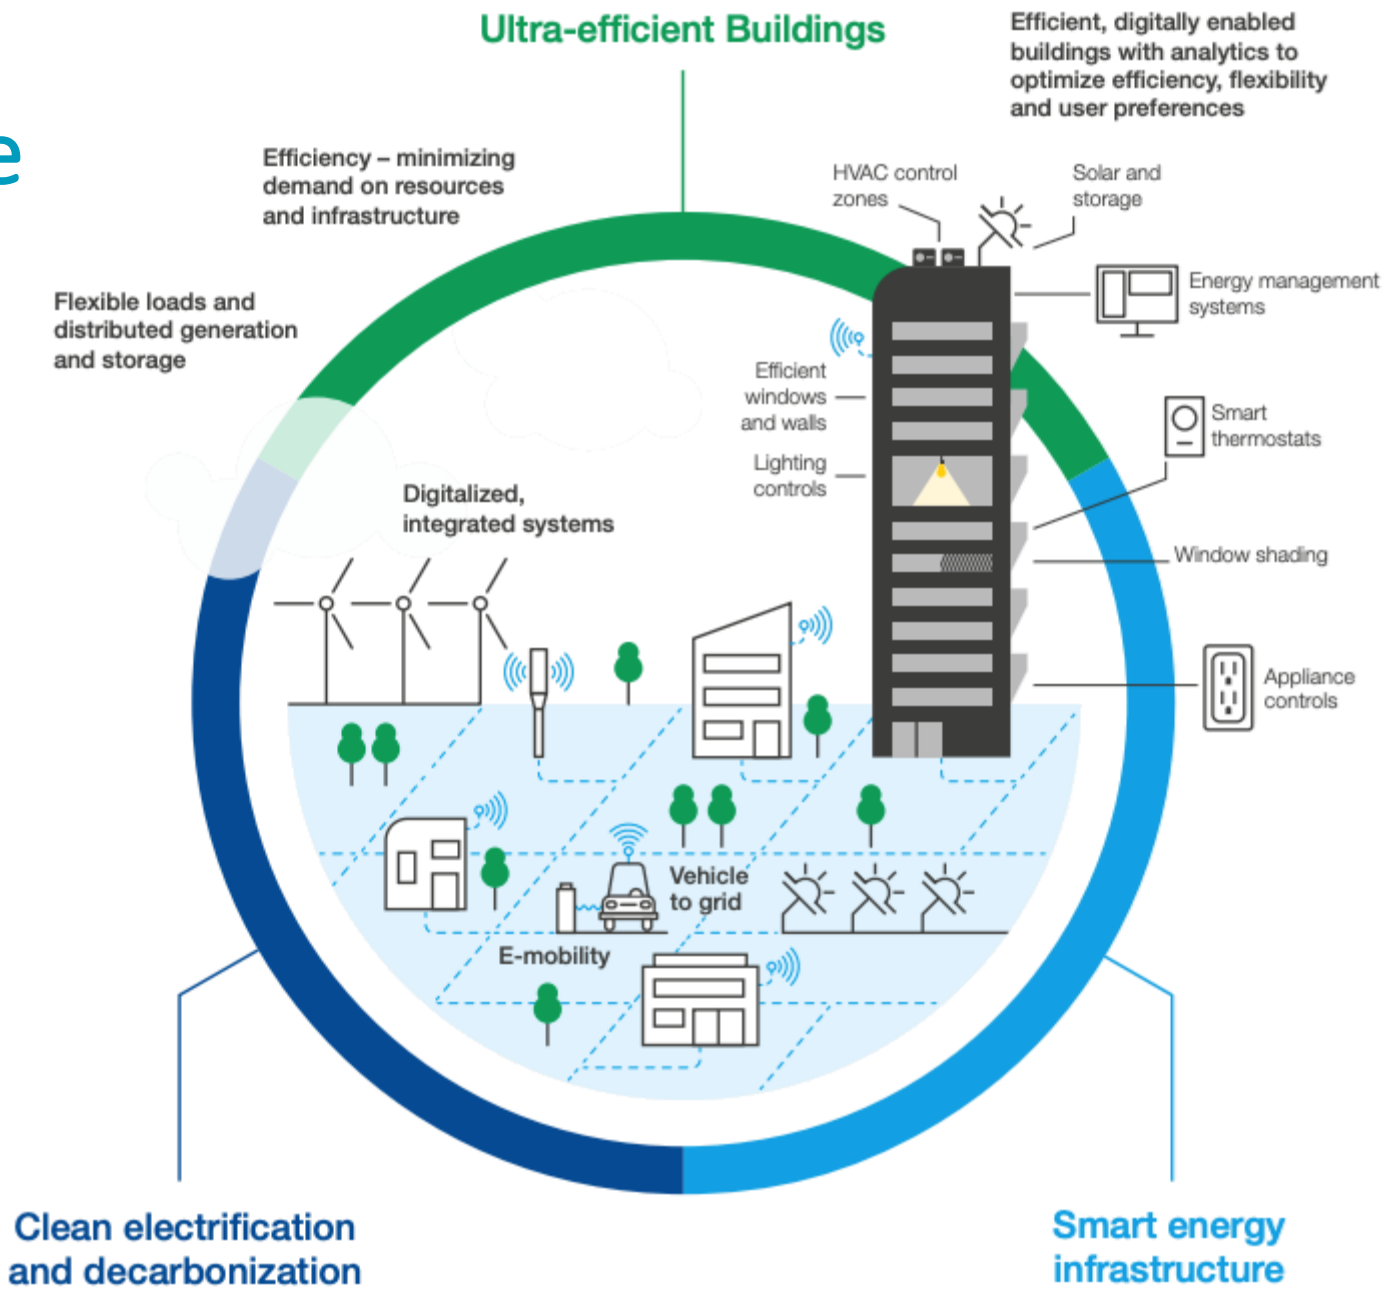 Ultra-efficient Buildings
Efficient, digitally enabled
buildings with analytics to
optimize efficiency, flexibility
and user preferences
e
Efficiency – minimizing
demand on resources
and infrastructure
HVAC control
zones
Solar and
storage
Flexible loads and
distributed generation
and storage
Energy management
systems
Efficient
windows
and walls
Smart
thermostats
Lighting
controls
Digitalized,
integrated systems
Window shading
Appliance
controls
Vehicle
to grid
E-mobility
Clean electrification
and decarbonization
Smart energy
infrastructure